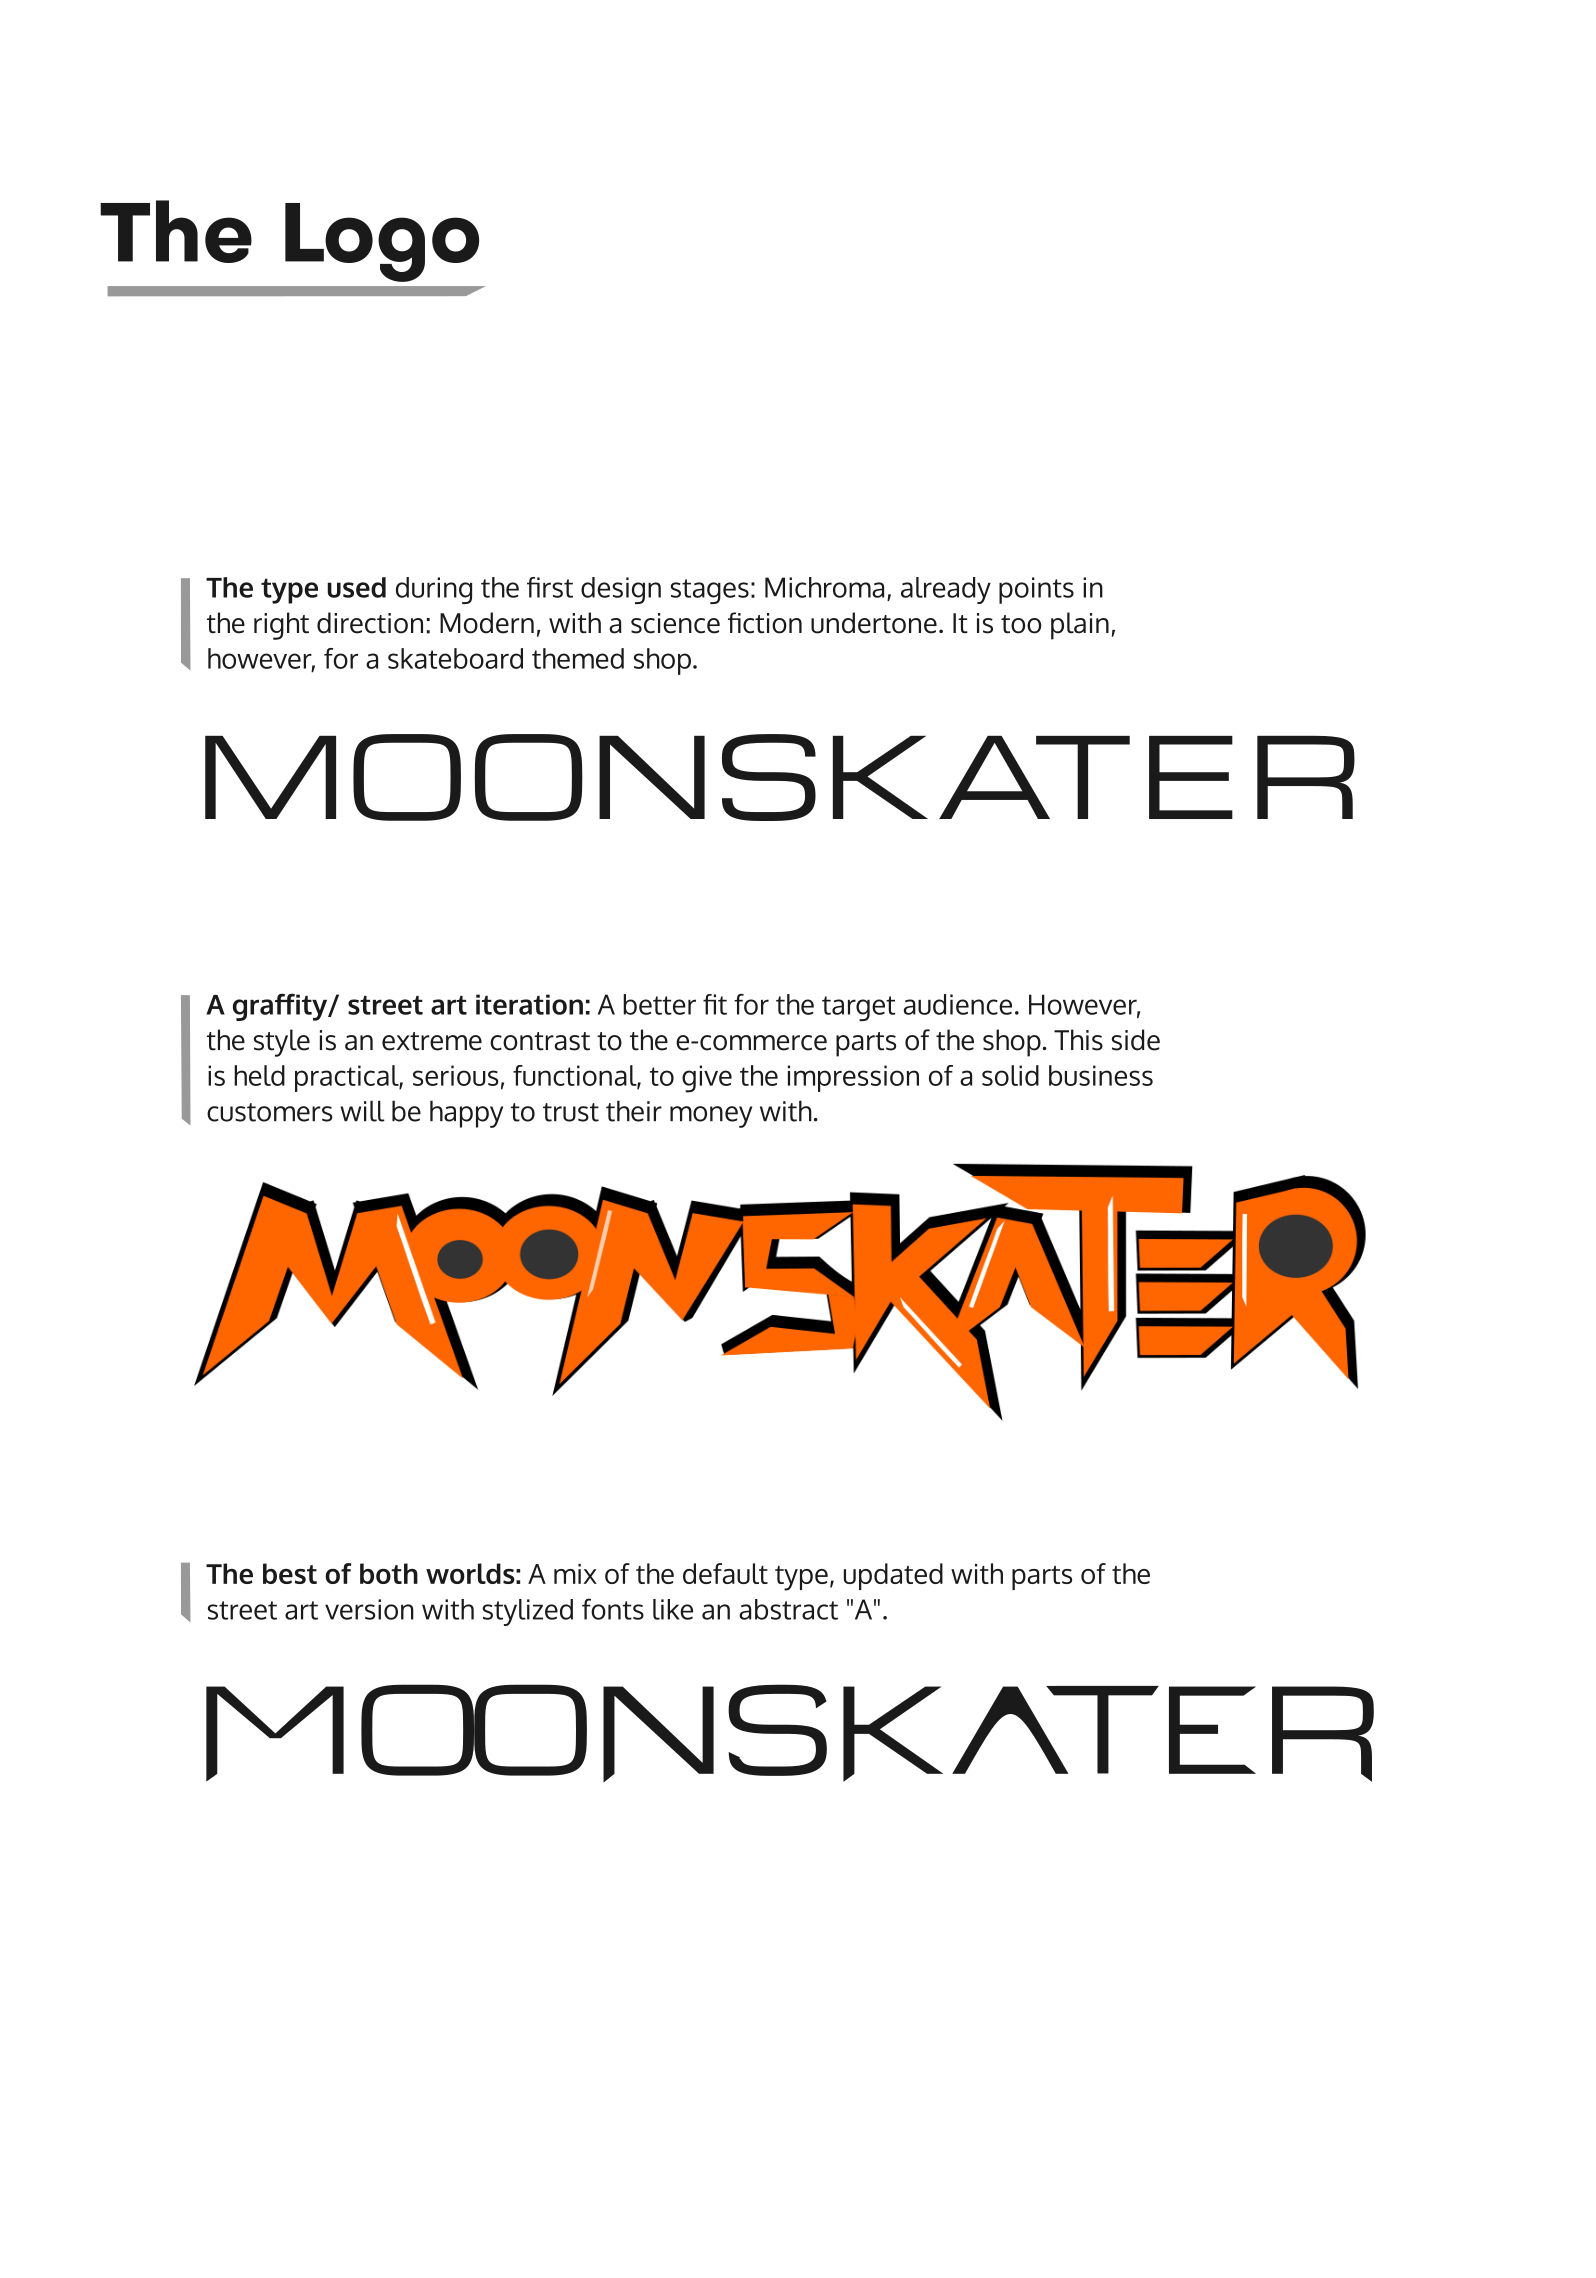 The Logo
The type used during the first design stages: Michroma, already points in
the right direction: Modern, with a science fiction undertone. It is too plain,
however, for a skateboard themed shop.
MOONSKATER
A graffity/ street art iteration: A better fit for the target audience. However,
the style is an extreme contrast to the e-commerce parts of the shop. This side
is held practical, serious, functional, to give the impression of a solid business
customers will be happy to trust their money with.
MOONSKATER
The best of both worlds: A mix of the default type, updated with parts of the
street art version with stylized fonts like an abstract "A".
MOONSKATER